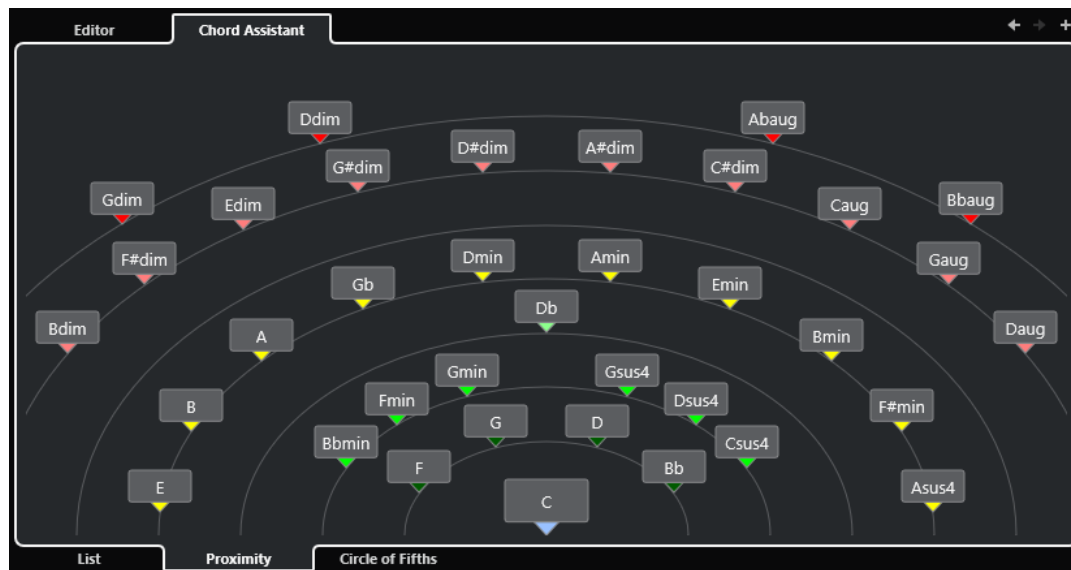 Editor
Chord Assistant
Ddim
Abaug
D#dim
A#dim
G#dim
C#dim
Gdim
Edim
Caug
Bbaug
F#dim
Dmin
Amin
Gaug
Gb
Emin
Db
Bdim
A
Bmin
Daug
Gmin
Gsus4
Fmin
Dsus4
B
F#min
G
D
Bbmin
Csus4
F
Bb
E
C
Asus4
List
Proximity
Circle of Fifths